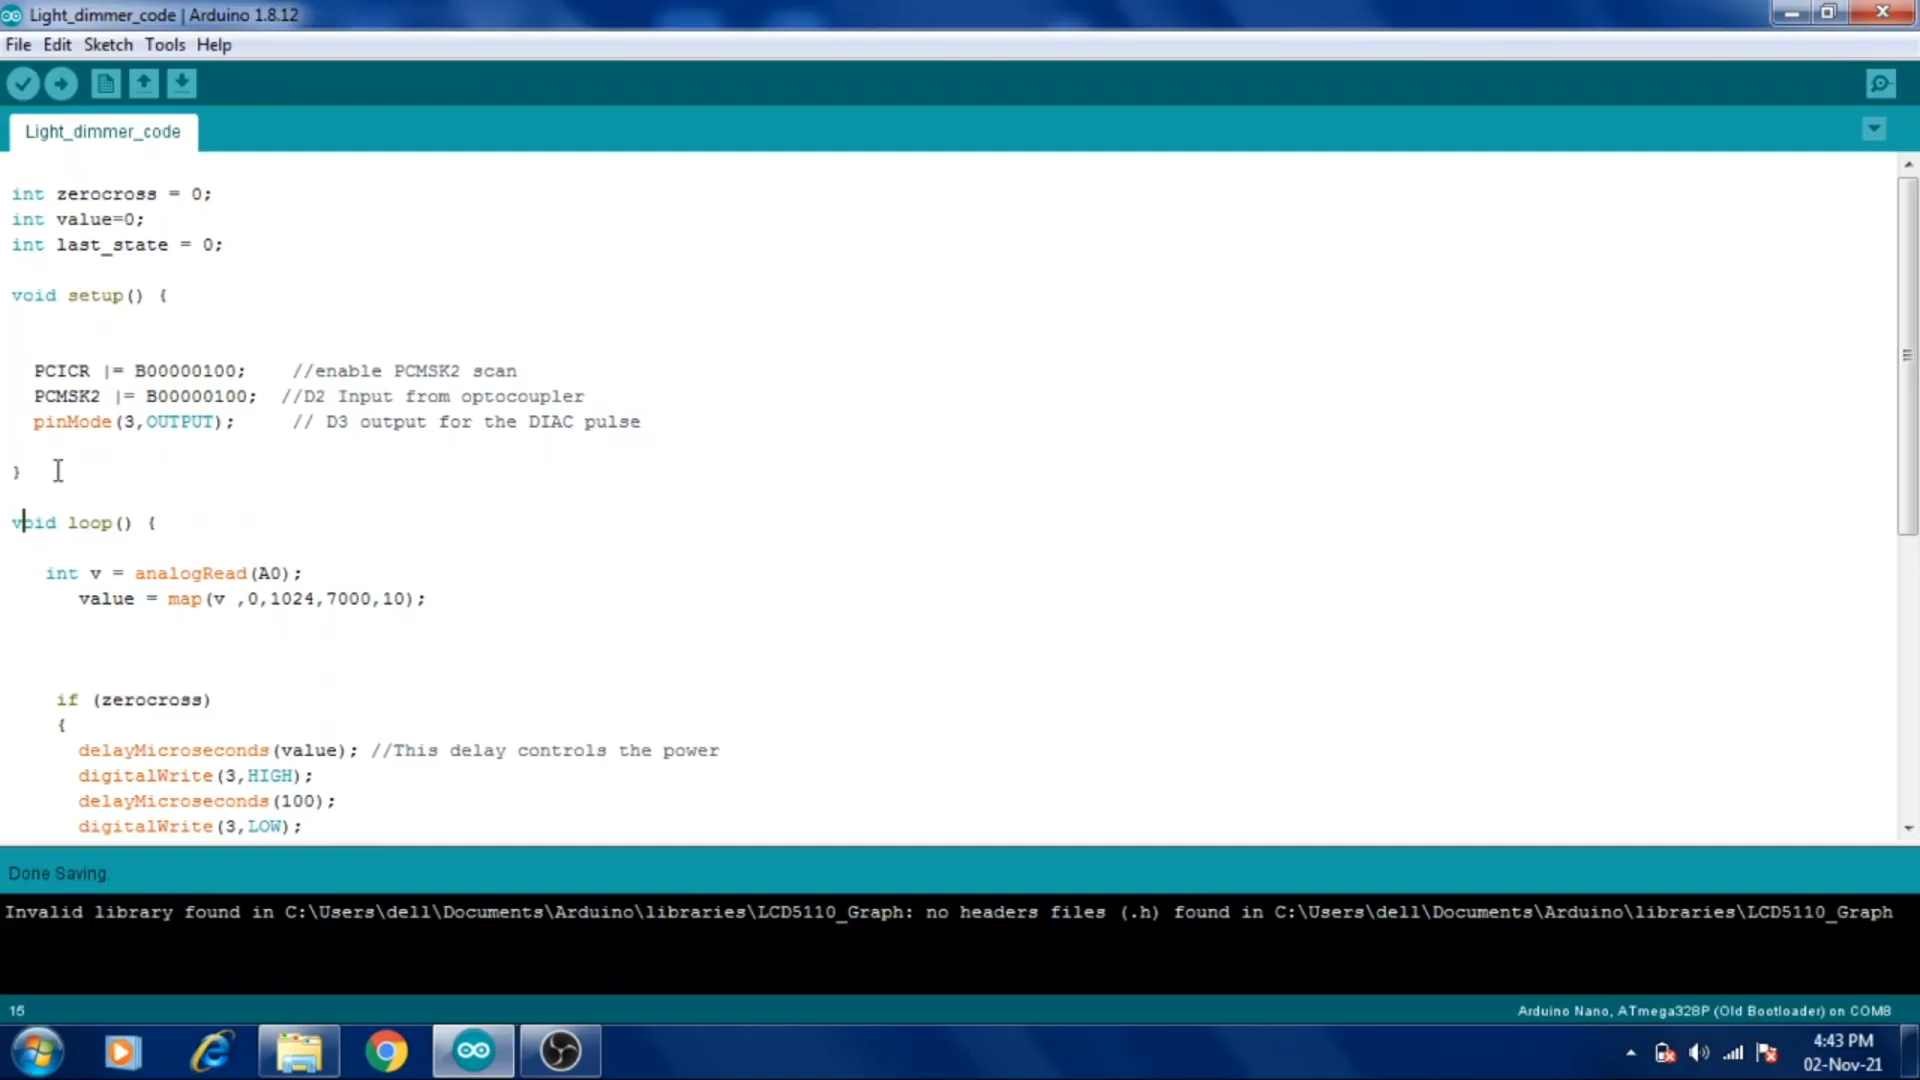 Light_dimmer_code | Arduino 1.8.12
File Edit Sketch Tools Help
Light_dimmer_code
int zerocross = 0;
int value=0;
int last_state = 0;
void setup() {
PCICR |= B00000100; //enable PCMSK2 scan
PCMSK2 |= B00000100; //D2 Input from optocoupler
pinMode(3,OUTPUT); // D3 output for the DIAC pulse
}
void loop() {
int v = analogRead(A0);
value = map(v ,0,1024,7000,10);
if (zerocross)
{
delayMicroseconds(value); //This delay controls the power
digitalWrite(3,HIGH);
delayMicroseconds(100);
digitalWrite(3,LOW);
Done Saving.
Invalid library found in C:\Users\dell\Documents\Arduino\libraries\LCD5110_Graph: no headers files (.h) found in C:\Users\dell\Documents\Arduino\libraries\LCD5110_Graph
16 Arduino Nano, ATmega328P (Old Bootloader) on COM8
4:43 PM
02-Nov-21